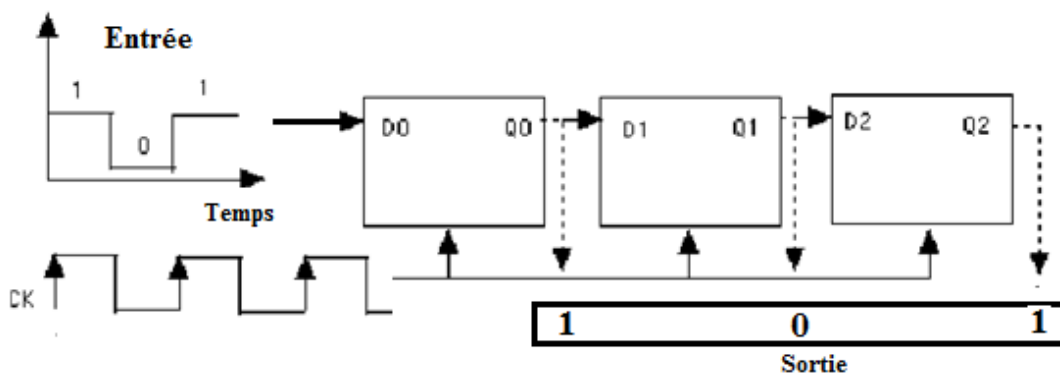 Entrée
1
1
0
Temps
D0 Q0
D1 Q1
D2 Q2
CK
1 0 1
Sortie